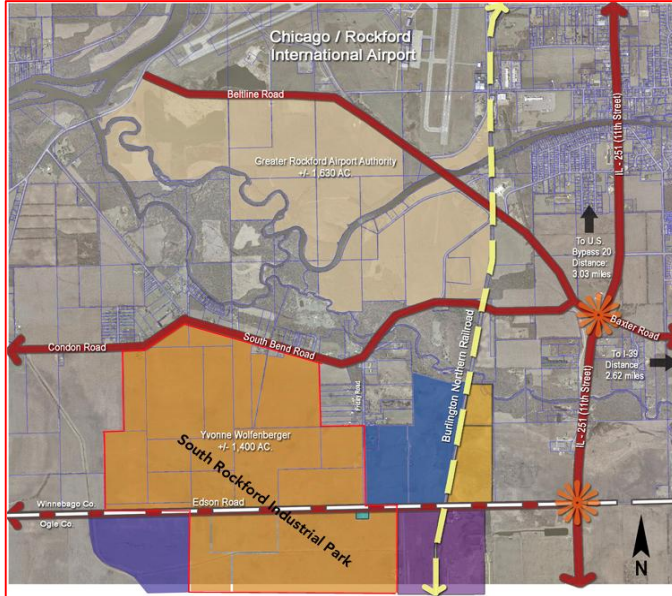 Chicago / Rockford
International Airport
Beltline Road
IL - 251 (11th Street)
Greater Rockford Airport Authority
+/- 1,630 AC.
To U.S
Bypass 20
Distance:
3.03 miles
Baxter Road
Condon Road
South Bend Road
Burlington Northern Railroad
To I-39
Distance:
2.62 miles
Friday Road
IL - 251 (11th Street)
Yvonne Wolfenberger
+/- 1,400 AC.
South Rockford Industrial Park
Winnebago Co.
Edson Road
Ogle Co.
N